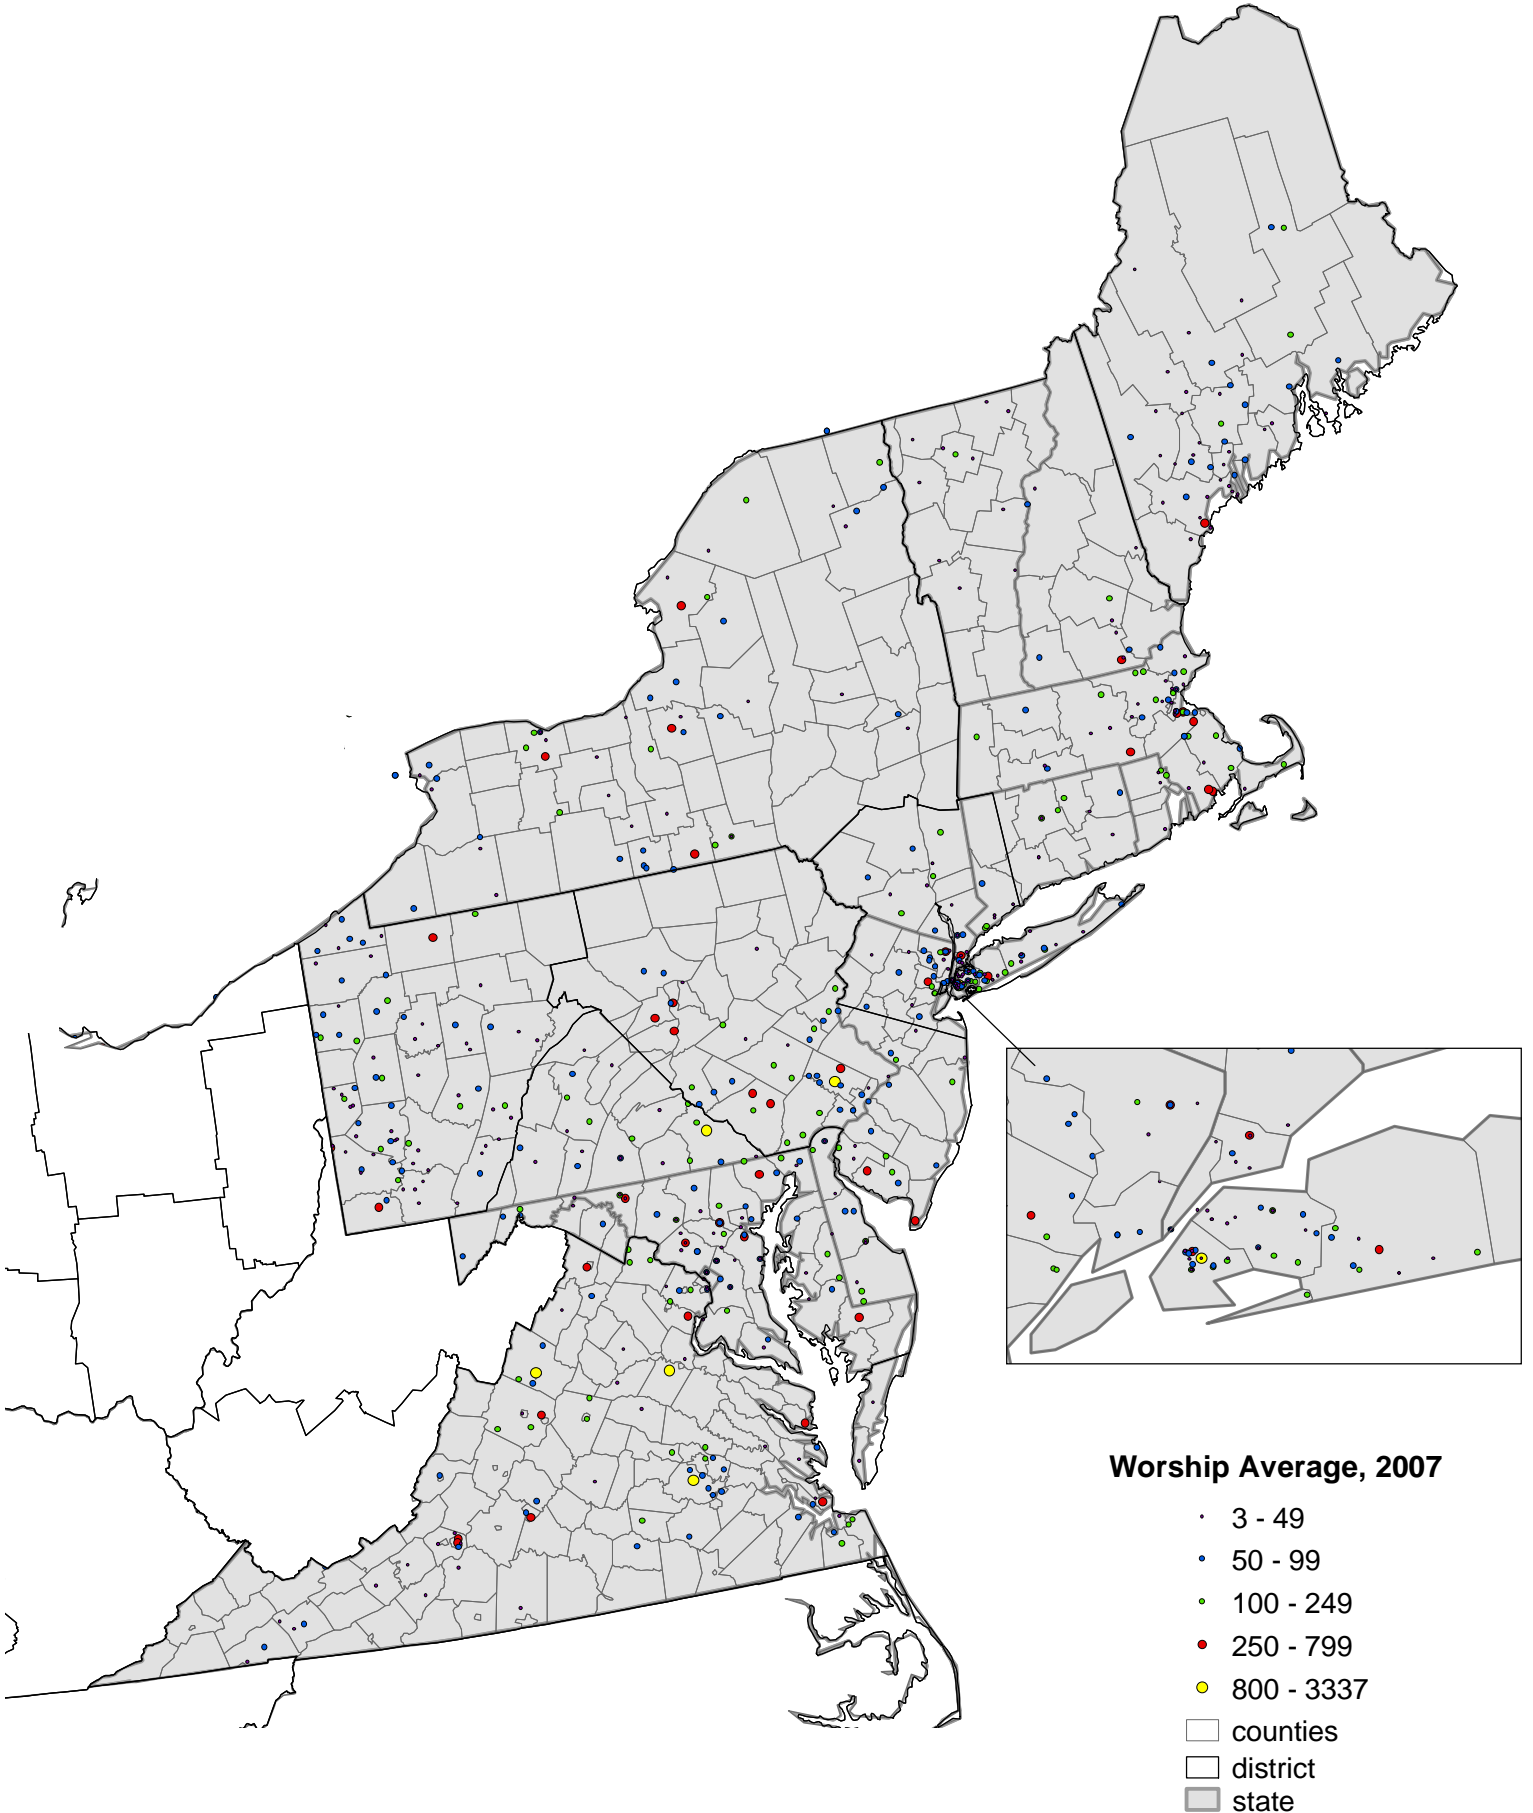 Worship Average, 2007
3 - 49
50 - 99
100 - 249
250 - 799
800 - 3337
counties
district
state